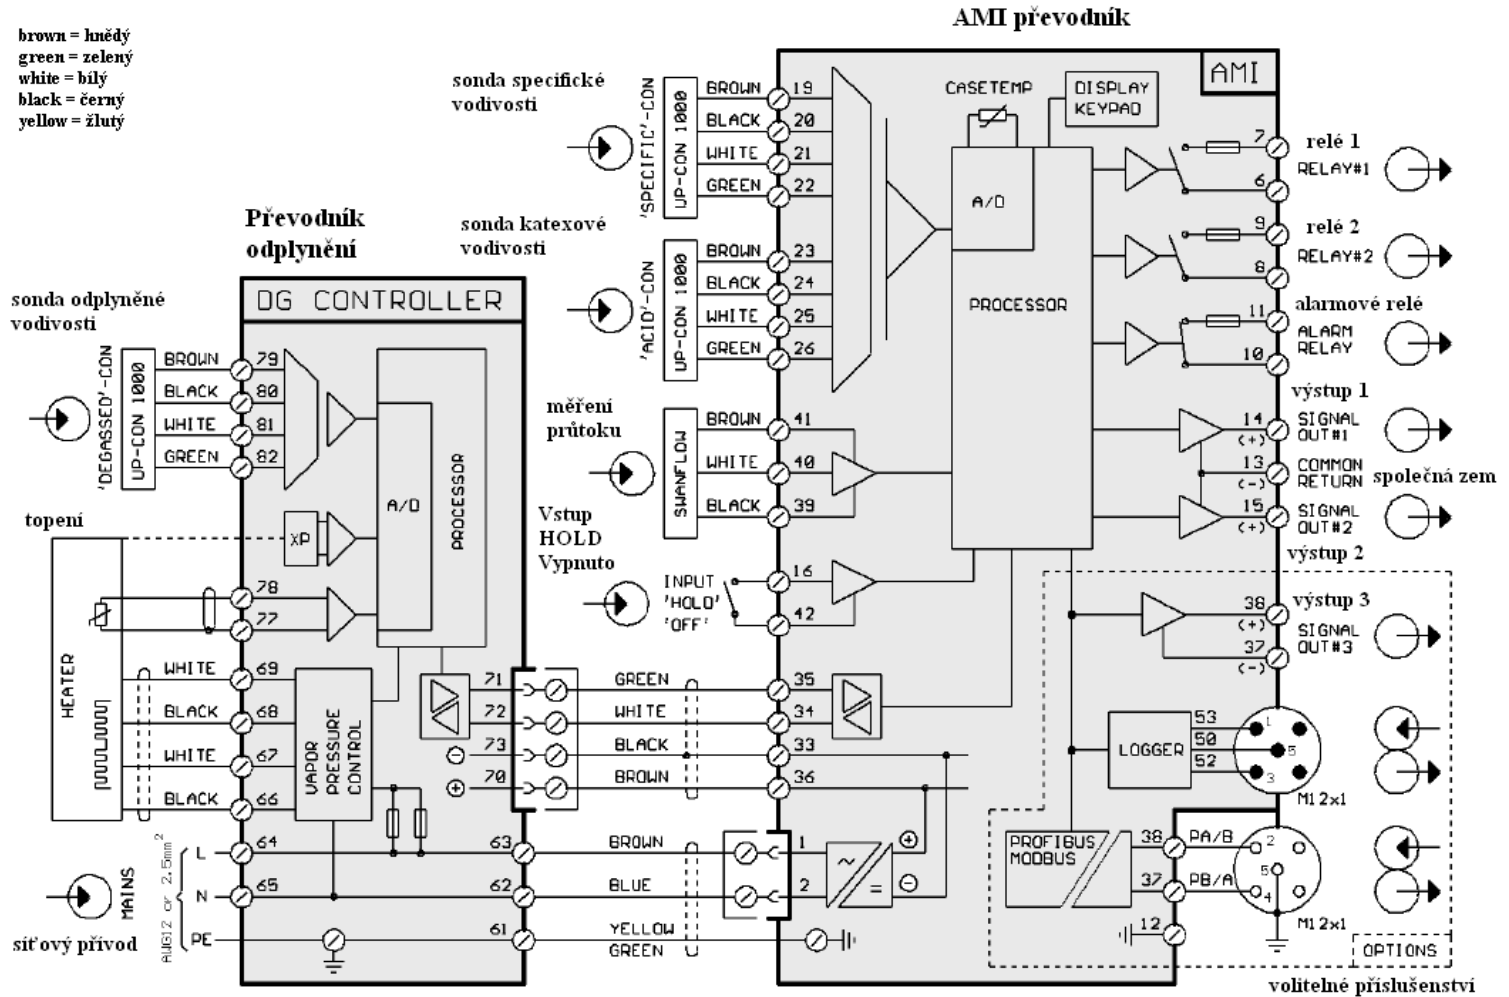 AMI převodník
brown = hnědý
green = zelený
white = bílý
black = černý
yellow = žlutý
sonda specifické
vodivosti
'SPECIFIC'-CON
UP-CON 1000
BROWN 19
BLACK 20
WHITE 21
GREEN 22
CASETEMP
DISPLAY
KEYPAD
AMI
A/D
PROCESSOR
7
6
relé 1
RELAY#1
9
8
relé 2
RELAY#2
11
10
alarmové relé
ALARM
RELAY
sonda katexové
vodivosti
'ACID'-CON
UP-CON 1000
BROWN 23
BLACK 24
WHITE 25
GREEN 26
Převodník
odplynění
DG CONTROLLER
sonda odplyněné
vodivosti
'DEGASSED'-CON
UP-CON 1000
BROWN 79
BLACK 80
WHITE 81
GREEN 82
A/D
PROCESSOR
XP
měření
průtoku
SWANFLOW
BROWN 41
WHITE 40
BLACK 39
výstup 1
14
(+)
SIGNAL
OUT#1
13
(-)
COMMON
RETURN
společná zem
15
(+)
SIGNAL
OUT#2
výstup 2
Vstup
HOLD
Vypnuto
INPUT
'HOLD'
'OFF'
16
42
topení
HEATER
78
77
WHITE 69
BLACK 68
WHITE 67
BLACK 66
VAPOR
PRESSURE
CONTROL
71 GREEN 35
72 WHITE 34
73 BLACK 33
70 BROWN 36
38
(+)
37
(-)
výstup 3
SIGNAL
OUT#3
LOGGER
53
50
52
1
5
3
M12x1
síťový přívod
MAINS
AWG12 or 2.5mm²
L 64
N 65
PE
63 BROWN 1
62 BLUE 2
61 YELLOW
GREEN
~
=
PROFIBUS
MODBUS
38 PA/B
37 PB/A
12
2
5
4
M12x1
OPTIONS
volitelné příslušenství